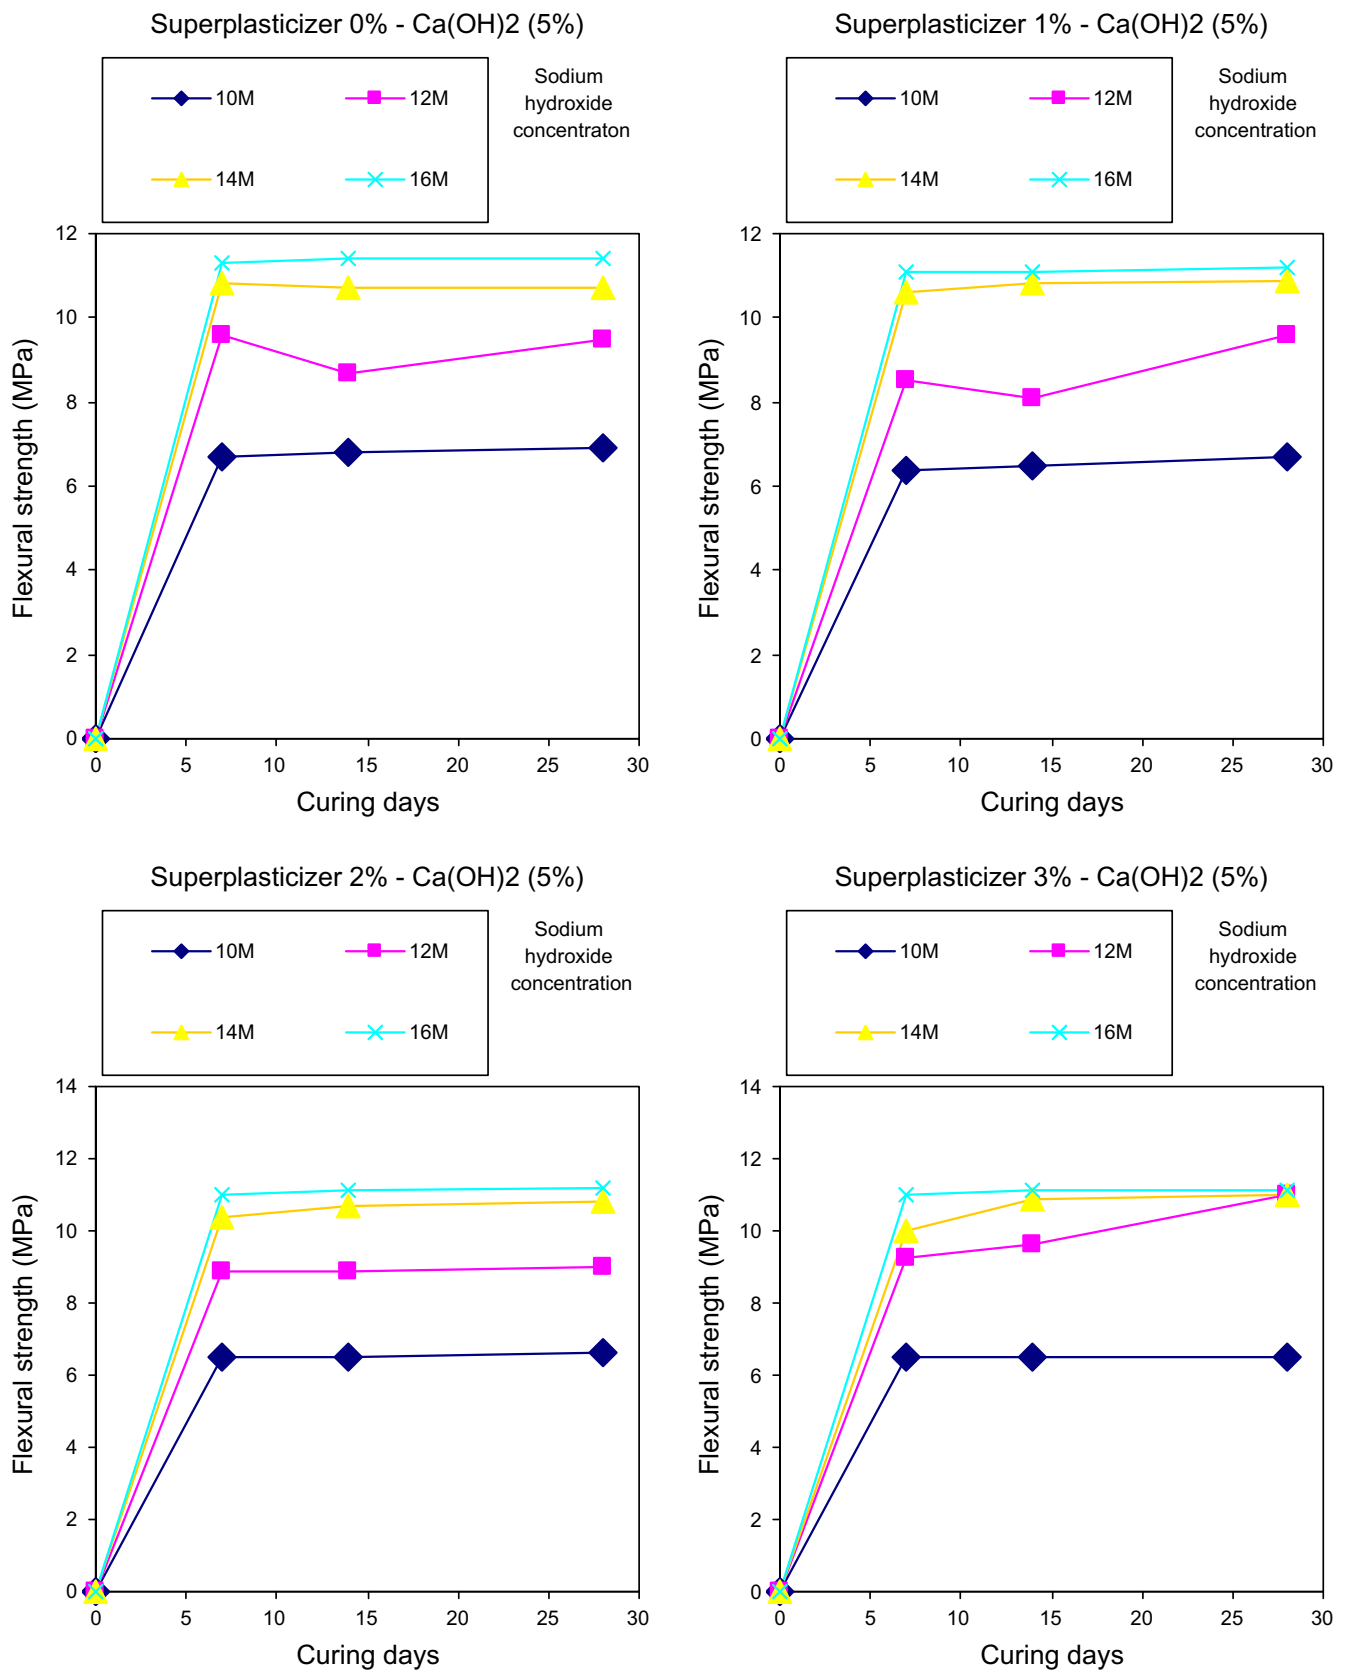 Superplasticizer 0% - Ca(OH)2 (5%)
10M
12M
14M
16M
Sodium
hydroxide
concentraton
12
10
8
6
4
2
0
Flexural strength (MPa)
0 5 10 15 20 25 30
Curing days
Superplasticizer 1% - Ca(OH)2 (5%)
10M
12M
14M
16M
Sodium
hydroxide
concentration
12
10
8
6
4
2
0
Flexural strength (MPa)
0 5 10 15 20 25 30
Curing days
Superplasticizer 2% - Ca(OH)2 (5%)
10M
12M
14M
16M
Sodium
hydroxide
concentration
14
12
10
8
6
4
2
0
Flexural strength (MPa)
0 5 10 15 20 25 30
Curing days
Superplasticizer 3% - Ca(OH)2 (5%)
10M
12M
14M
16M
Sodium
hydroxide
concentration
14
12
10
8
6
4
2
0
Flexural strength (MPa)
0 5 10 15 20 25 30
Curing days